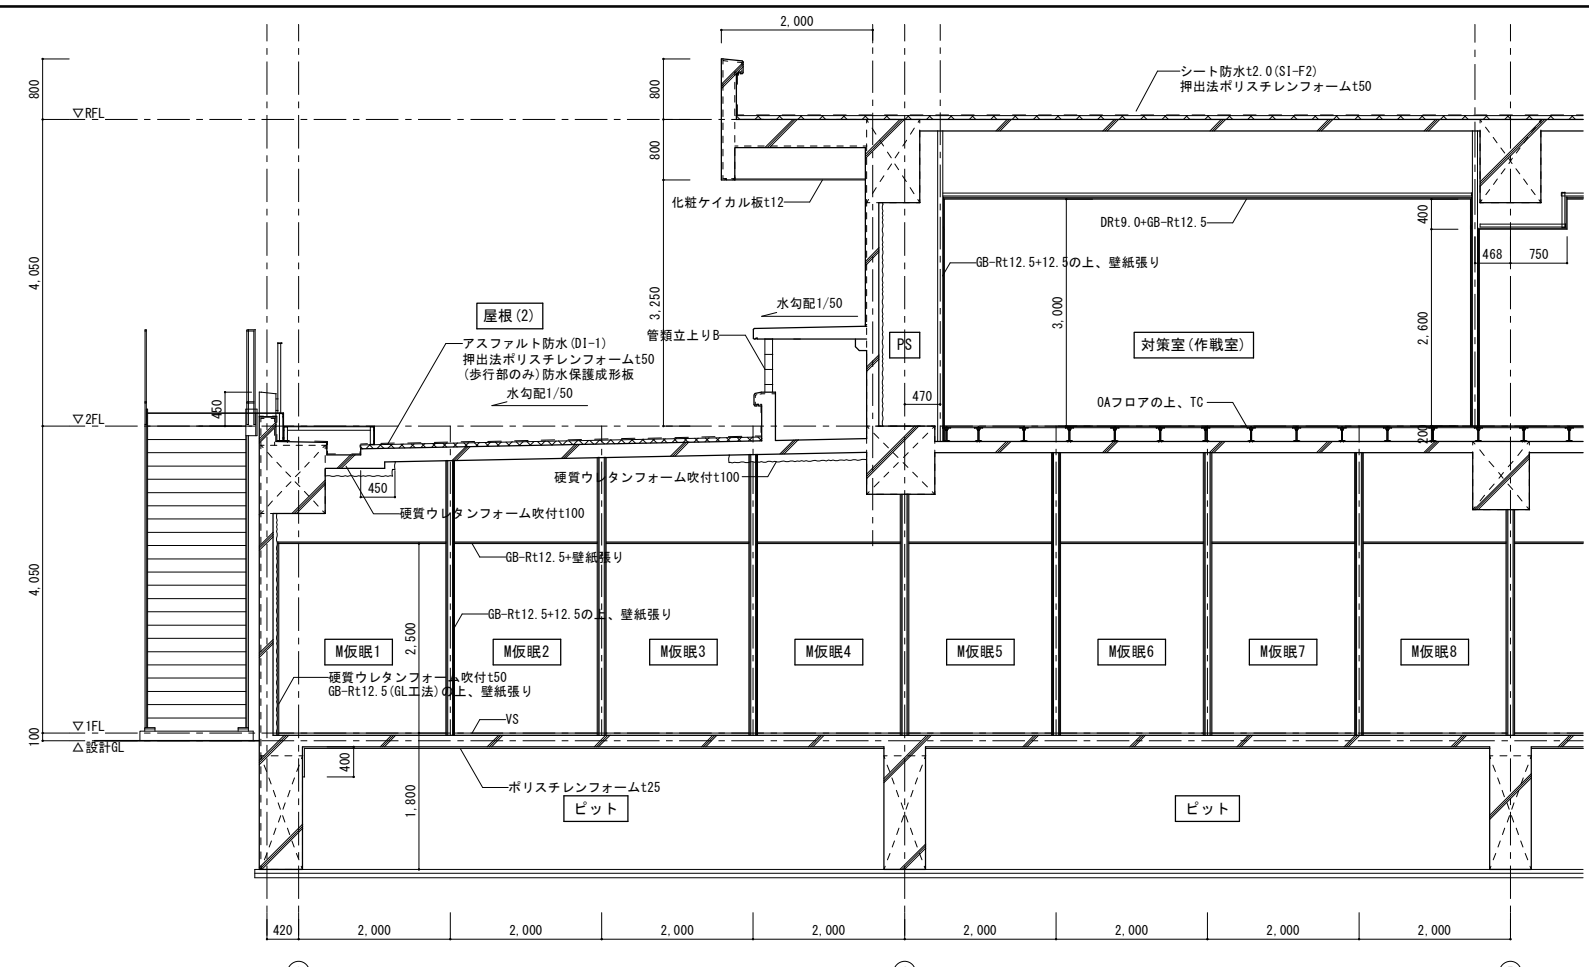 2,000
800
▽RFL
800
シート防水t2.0(SI-F2)
押出法ポリスチレンフォームt50
800
化粧ケイカル板t12
DRt9.0+GB-Rt12.5
400
468
750
GB-Rt12.5+12.5の上、壁紙張り
4,050
3,250
3,000
2,600
水勾配1/50
屋根(2)
管類立上りB
PS
対策室(作戦室)
アスファルト防水(DI-1)
押出法ポリスチレンフォームt50
(歩行部のみ)防水保護成形板
水勾配1/50
470
OAフロアの上、TC
450
▽2FL
200
硬質ウレタンフォーム吹付t100
450
硬質ウレタンフォーム吹付t100
GB-Rt12.5+壁紙張り
4,050
GB-Rt12.5+12.5の上、壁紙張り
2,500
M仮眠1
M仮眠2
M仮眠3
M仮眠4
M仮眠5
M仮眠6
M仮眠7
M仮眠8
硬質ウレタンフォーム吹付t50
GB-Rt12.5(GL工法)の上、壁紙張り
VS
▽1FL
100
△設計GL
400
ポリスチレンフォームt25
1,800
ピット
ピット
420
2,000
2,000
2,000
2,000
2,000
2,000
2,000
2,000